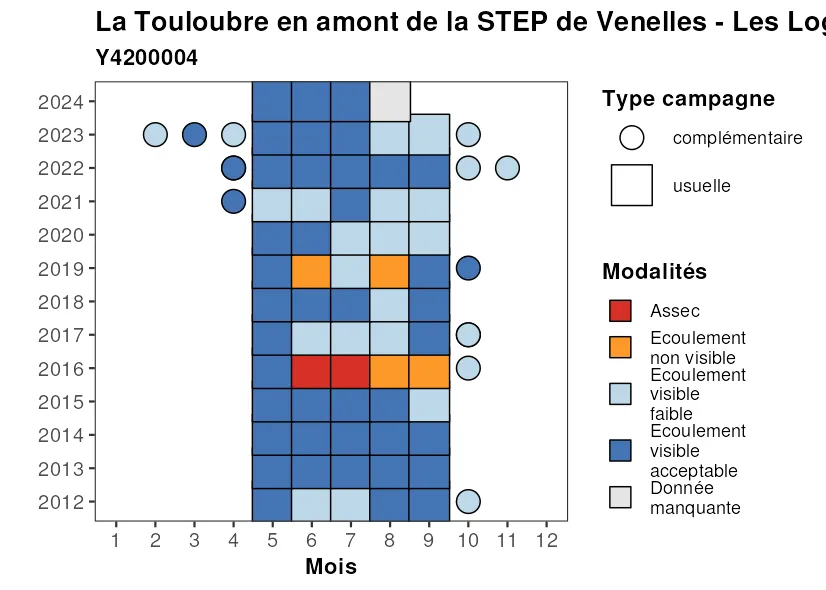 La Touloubre en amont de la STEP de Venelles - Les Log
Y4200004
2024
2023
2022
2021
2020
2019
2018
2017
2016
2015
2014
2013
2012
1 2 3 4 5 6 7 8 9 10 11 12
Mois
Type campagne
complémentaire
usuelle
Modalités
Assec
Ecoulement
non visible
Ecoulement
visible
faible
Ecoulement
visible
acceptable
Donnée
manquante